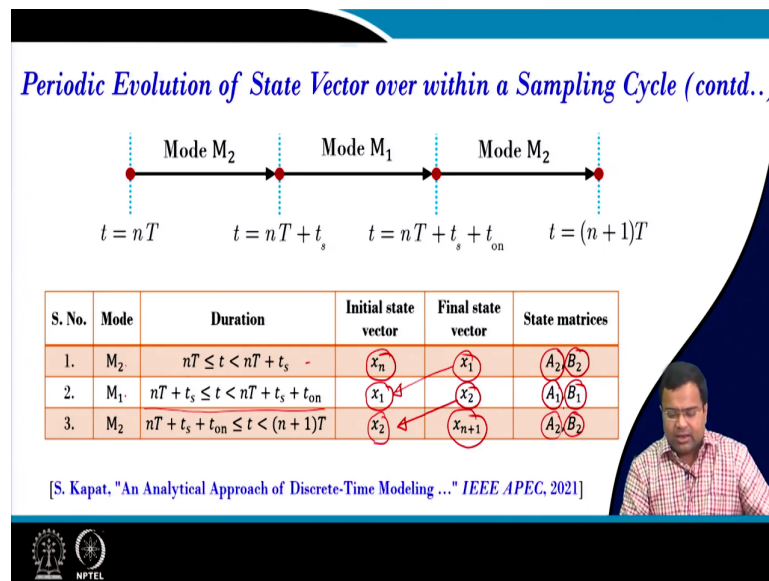 Periodic Evolution of State Vector over within a Sampling Cycle (contd..)
Mode M₂ Mode M₁ Mode M₂
t = nT t = nT + tₛ t = nT + tₛ + tₒₙ t = (n + 1)T
S. No. Mode Duration Initial state vector Final state vector State matrices
1. M₂ nT ≤ t < nT + tₛ xₙ x₁ A₂, B₂
2. M₁ nT + tₛ ≤ t < nT + tₛ + tₒₙ x₁ x₂ A₁, B₁
3. M₂ nT + tₛ + tₒₙ ≤ t < (n + 1)T x₂ xₙ₊₁ A₂, B₂
[S. Kapat, "An Analytical Approach of Discrete-Time Modeling ..." IEEE APEC, 2021]
NPTEL